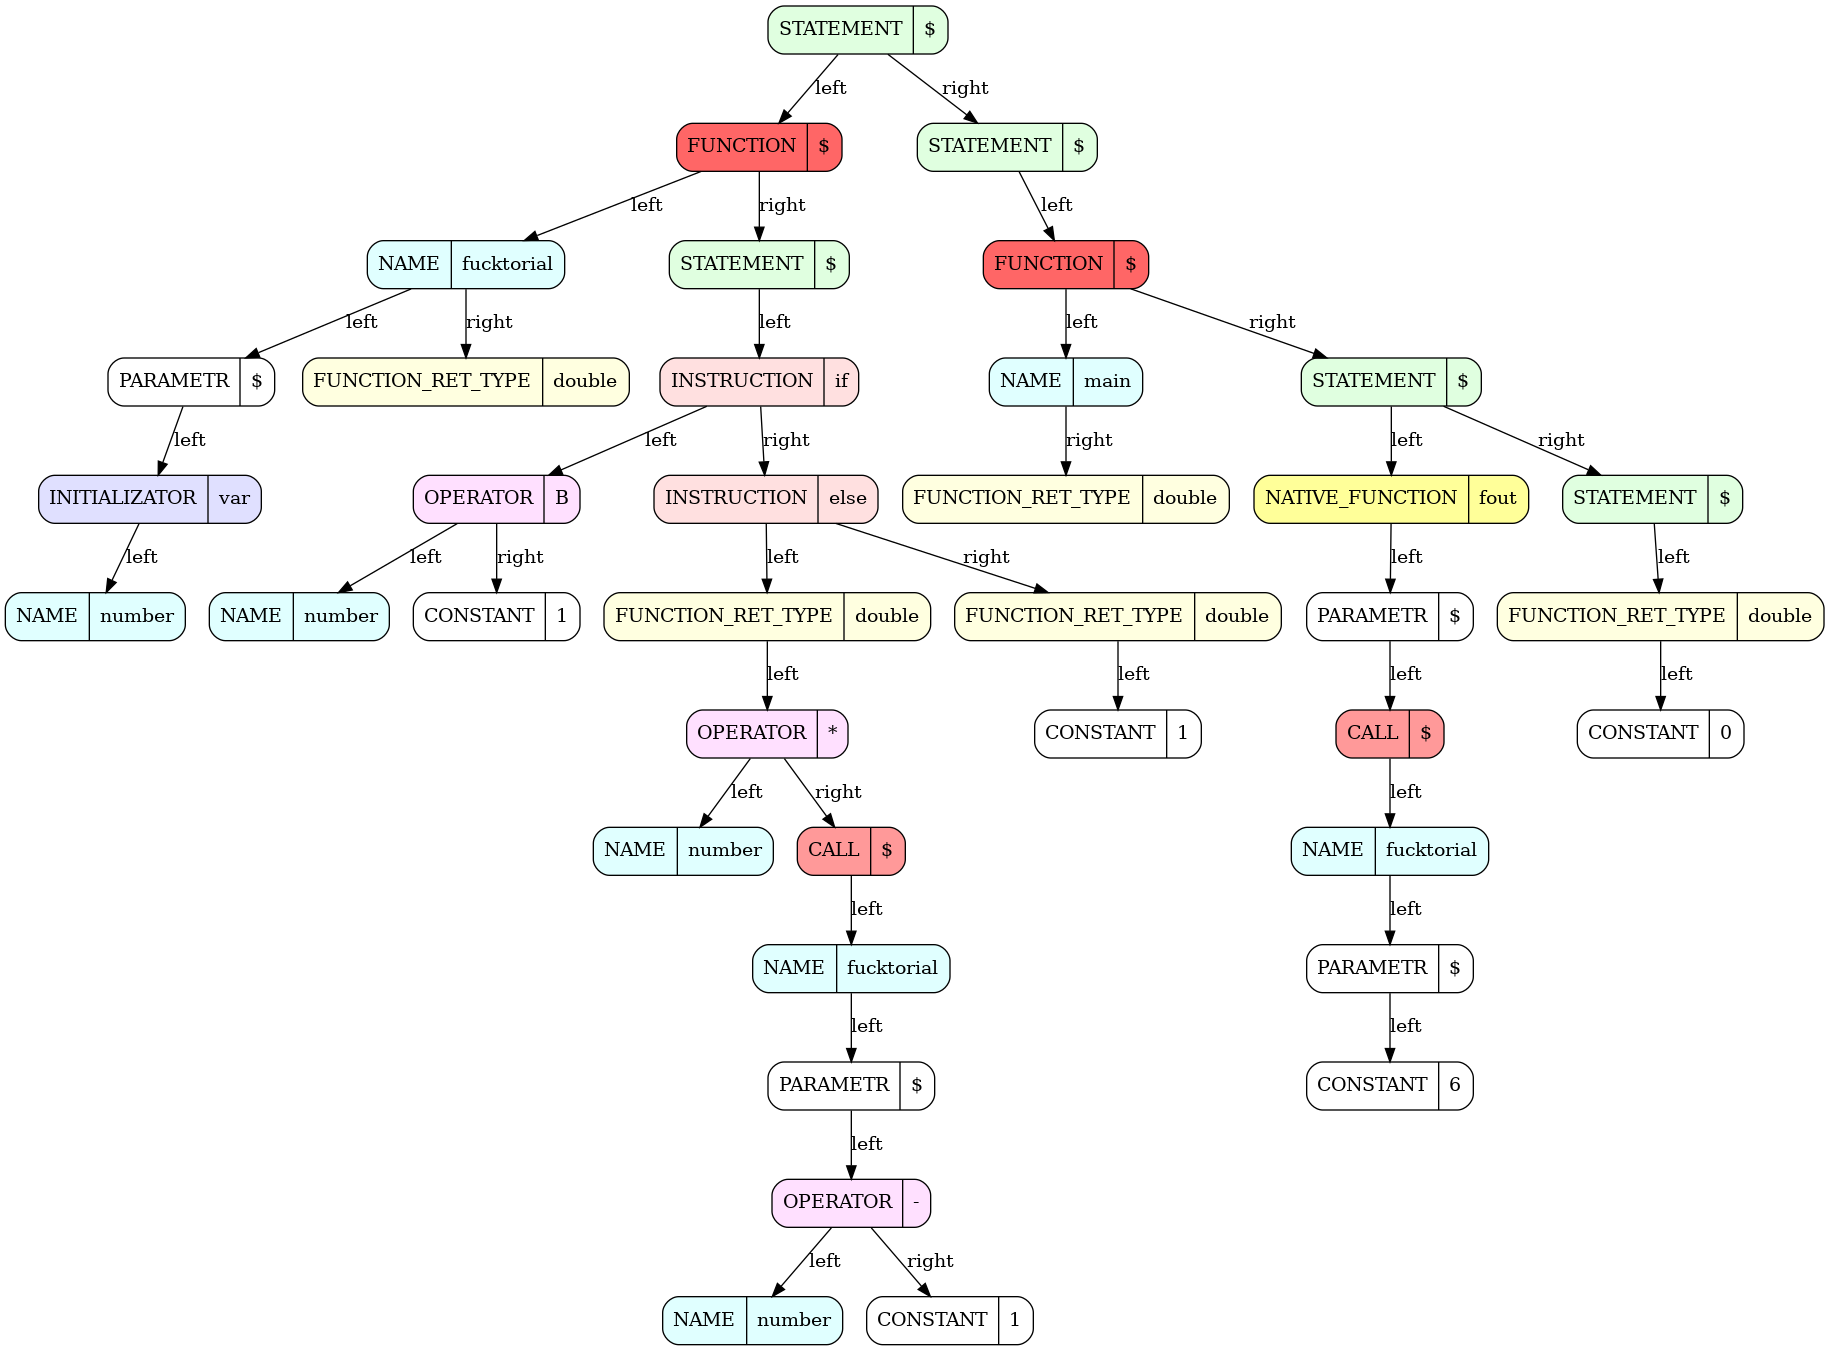 STATEMENT $
left right
FUNCTION $ STATEMENT $
left right left
NAME fucktorial STATEMENT $ FUNCTION $
left right left left right
PARAMETR $ FUNCTION_RET_TYPE double INSTRUCTION if NAME main STATEMENT $
left left right right left right
INITIALIZATOR var OPERATOR B INSTRUCTION else FUNCTION_RET_TYPE double NATIVE_FUNCTION fout STATEMENT $
left left right left right left left
NAME number NAME number CONSTANT 1 FUNCTION_RET_TYPE double FUNCTION_RET_TYPE double PARAMETR $ FUNCTION_RET_TYPE double
left left left left
OPERATOR * CONSTANT 1 CALL $ CONSTANT 0
left right left
NAME number CALL $ NAME fucktorial
left left
NAME fucktorial PARAMETR $
left left
PARAMETR $ CONSTANT 6
left
OPERATOR -
left right
NAME number CONSTANT 1